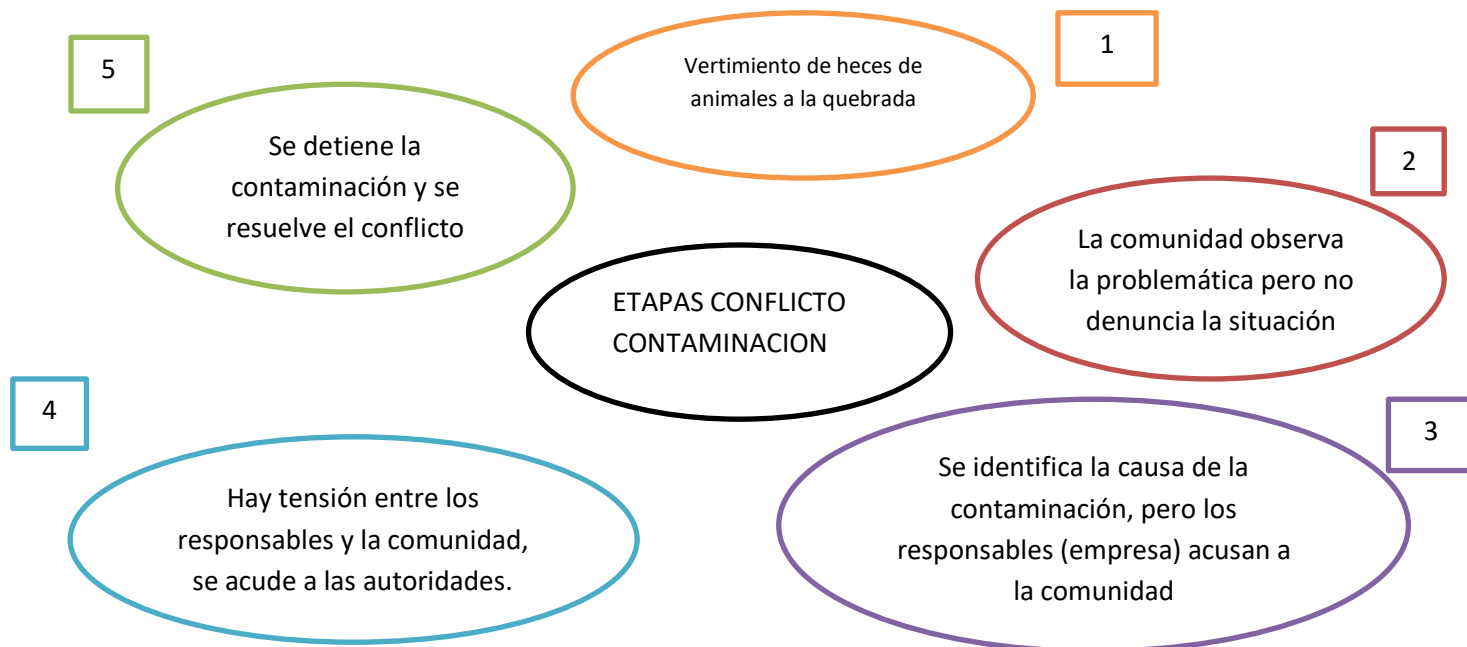 ETAPAS CONFLICTO
CONTAMINACION
1
Vertimiento de heces de
animales a la quebrada
2
La comunidad observa
la problemática pero no
denuncia la situación
3
Se identifica la causa de la
contaminación, pero los
responsables (empresa) acusan a
la comunidad
4
Hay tensión entre los
responsables y la comunidad,
se acude a las autoridades.
5
Se detiene la
contaminación y se
resuelve el conflicto